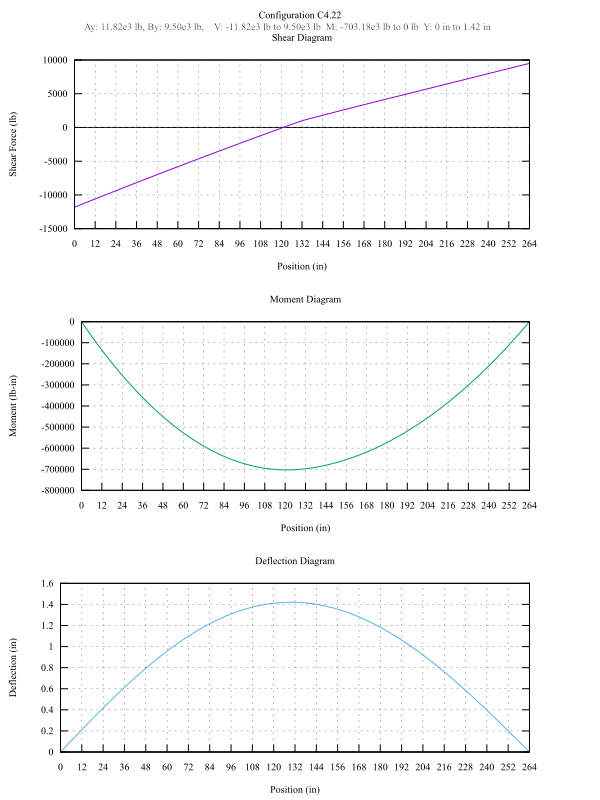 Configuration C4.22
Ay: 11.82e3 lb, By: 9.50e3 lb, V: -11.82e3 lb to 9.50e3 lb M: -703.18e3 lb to 0 lb Y: 0 in to 1.42 in
Shear Diagram
10000
5000
0
-5000
-10000
-15000
Shear Force (lb)
0 12 24 36 48 60 72 84 96 108 120 132 144 156 168 180 192 204 216 228 240 252 264
Position (in)
Moment Diagram
0
-100000
-200000
-300000
-400000
-500000
-600000
-700000
-800000
Moment (lb-in)
0 12 24 36 48 60 72 84 96 108 120 132 144 156 168 180 192 204 216 228 240 252 264
Position (in)
Deflection Diagram
1.6
1.4
1.2
1
0.8
0.6
0.4
0.2
0
Deflection (in)
0 12 24 36 48 60 72 84 96 108 120 132 144 156 168 180 192 204 216 228 240 252 264
Position (in)